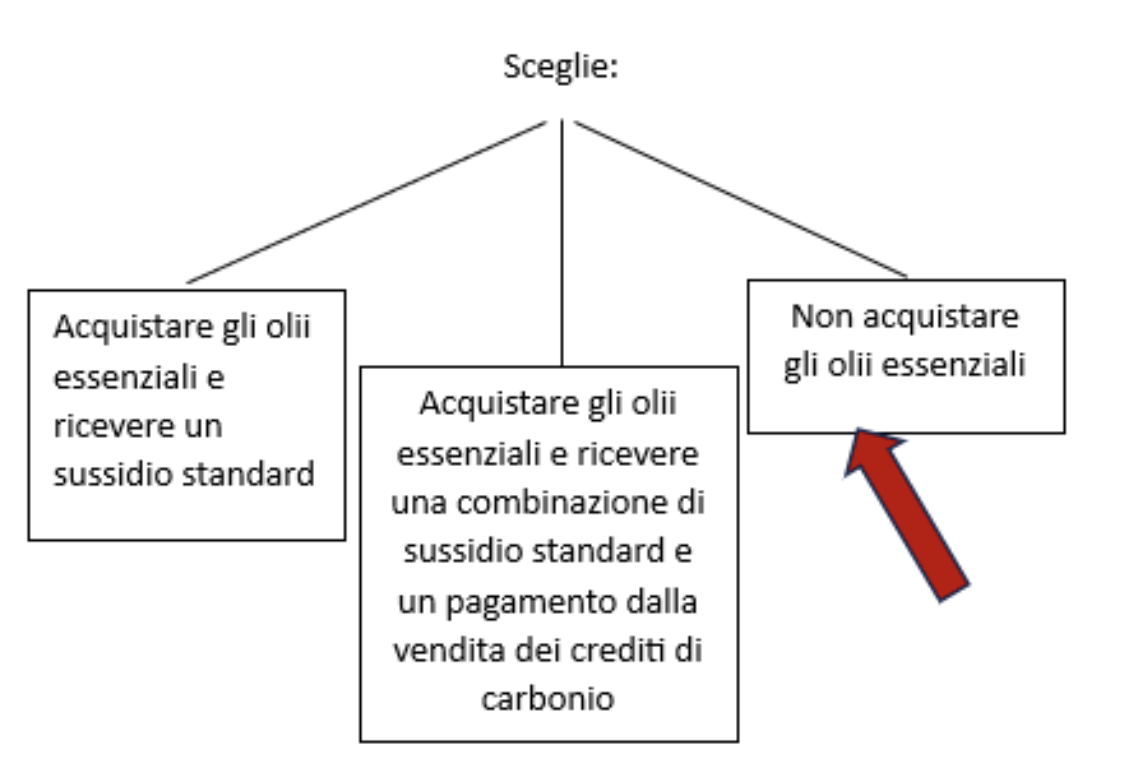 Sceglie:
Acquistare gli olii
essenziali e
ricevere un
sussidio standard
Acquistare gli olii
essenziali e ricevere
una combinazione di
sussidio standard e
un pagamento dalla
vendita dei crediti di
carbonio
Non acquistare
gli olii essenziali